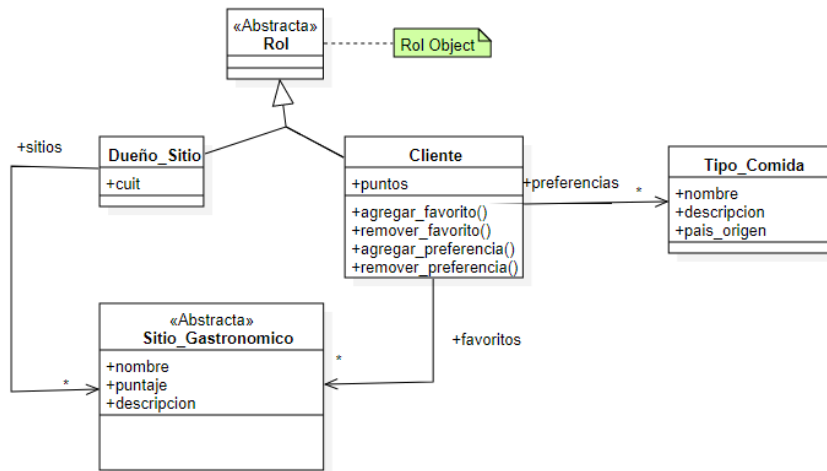 «Abstracta»
Rol
Rol Object
+sitios
Dueño_Sitio
+cuit
Cliente
+puntos
+agregar_favorito()
+remover_favorito()
+agregar_preferencia()
+remover_preferencia()
+preferencias
*
Tipo_Comida
+nombre
+descripcion
+pais_origen
«Abstracta»
Sitio_Gastronomico
+nombre
+puntaje
+descripcion
*
+favoritos
*